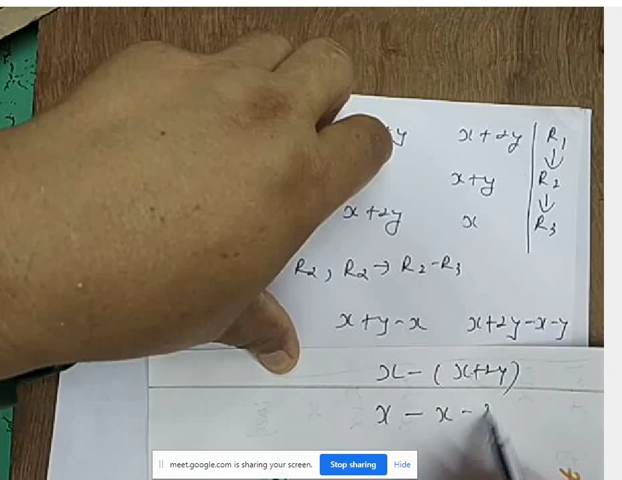 y x + 2y | R1
↓
x + y | R2
↓
x + 2y x | R3
R2, R2 → R2 - R3
x + y - x x + 2y - x - y
x - (x + 2y)
x - x -
meet.google.com is sharing your screen. Stop sharing Hide